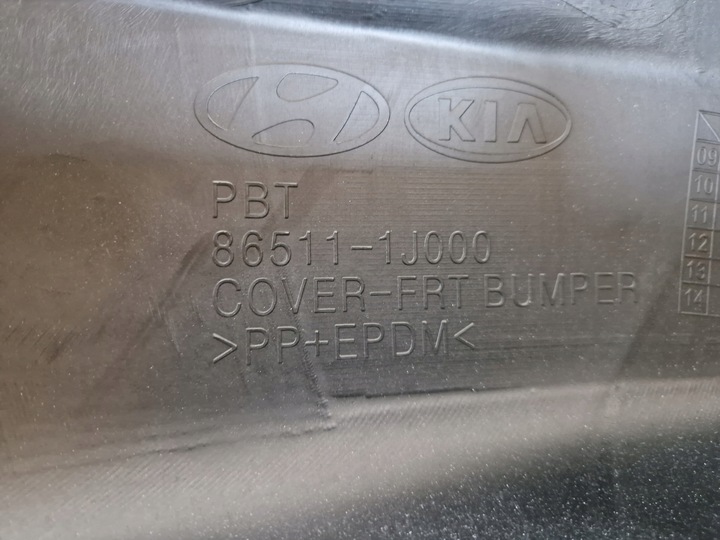 KIA
PBT
86511-1J000
COVER-FRT BUMPER
>PP+EPDM<
09
10
11
12
13
14